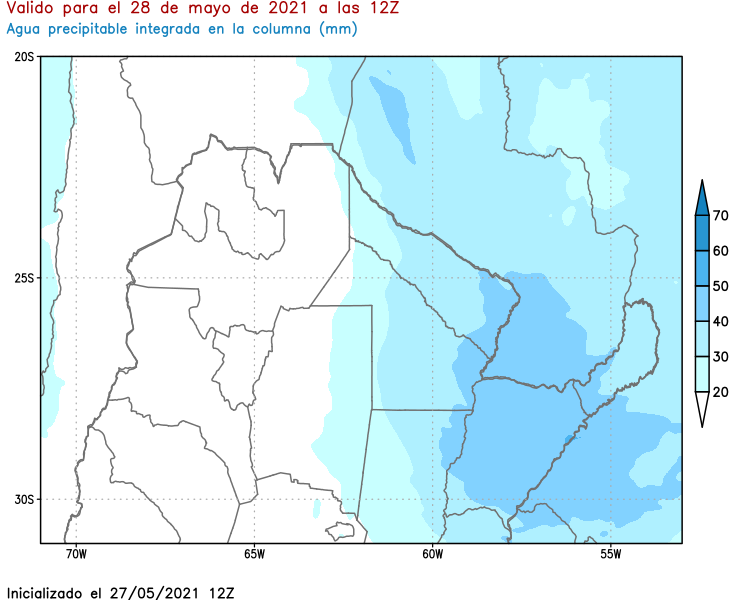 Valido para el 28 de mayo de 2021 a las 12Z
Agua precipitable integrada en la columna (mm)
20S
25S
30S
70W
65W
60W
55W
70
60
50
40
30
20
Inicializado el 27/05/2021 12Z